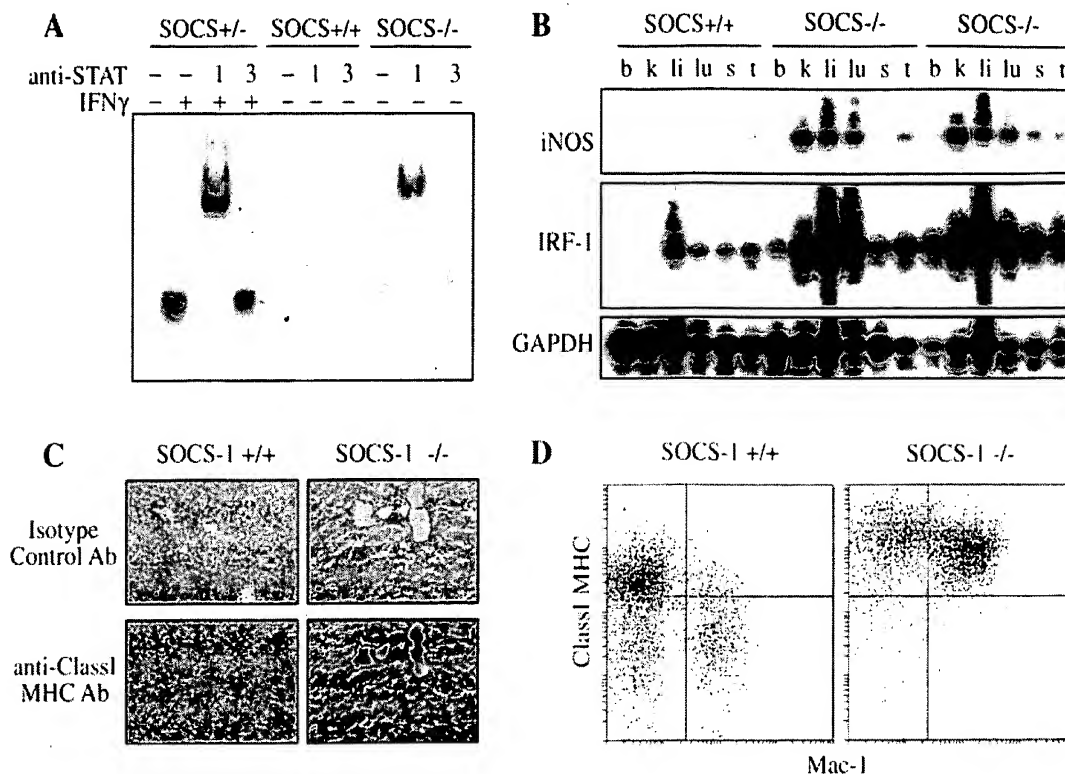 A
SOCS+/- SOCS+/+ SOCS-/-
anti-STAT - - 1 3 - 1 3 - 1 3
IFNγ - + + + - - - - - -
B
SOCS+/+ SOCS-/- SOCS-/-
b k li lu s t b k li lu s t b k li lu s t
iNOS
IRF-1
GAPDH
C
SOCS-1 +/+ SOCS-1 -/-
Isotype
Control Ab
anti-ClassI
MHC Ab
D
SOCS-1 +/+ SOCS-1 -/-
ClassI MHC
Mac-1